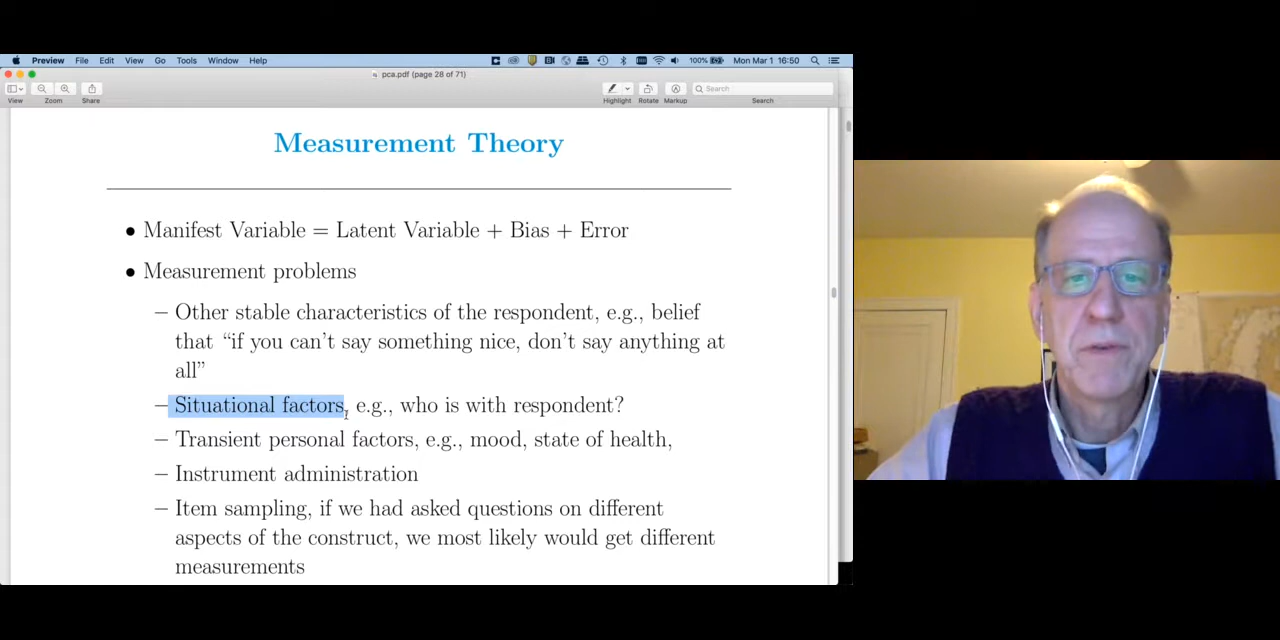 Preview File Edit View Go Tools Window Help 100% Mon Mar 1 16:50
pca.pdf (page 28 of 71)
View Zoom Share Highlight Rotate Markup Search
Search
Measurement Theory
• Manifest Variable = Latent Variable + Bias + Error
• Measurement problems
– Other stable characteristics of the respondent, e.g., belief
that “if you can’t say something nice, don’t say anything at
all”
– Situational factors, e.g., who is with respondent?
– Transient personal factors, e.g., mood, state of health,
– Instrument administration
– Item sampling, if we had asked questions on different
aspects of the construct, we most likely would get different
measurements